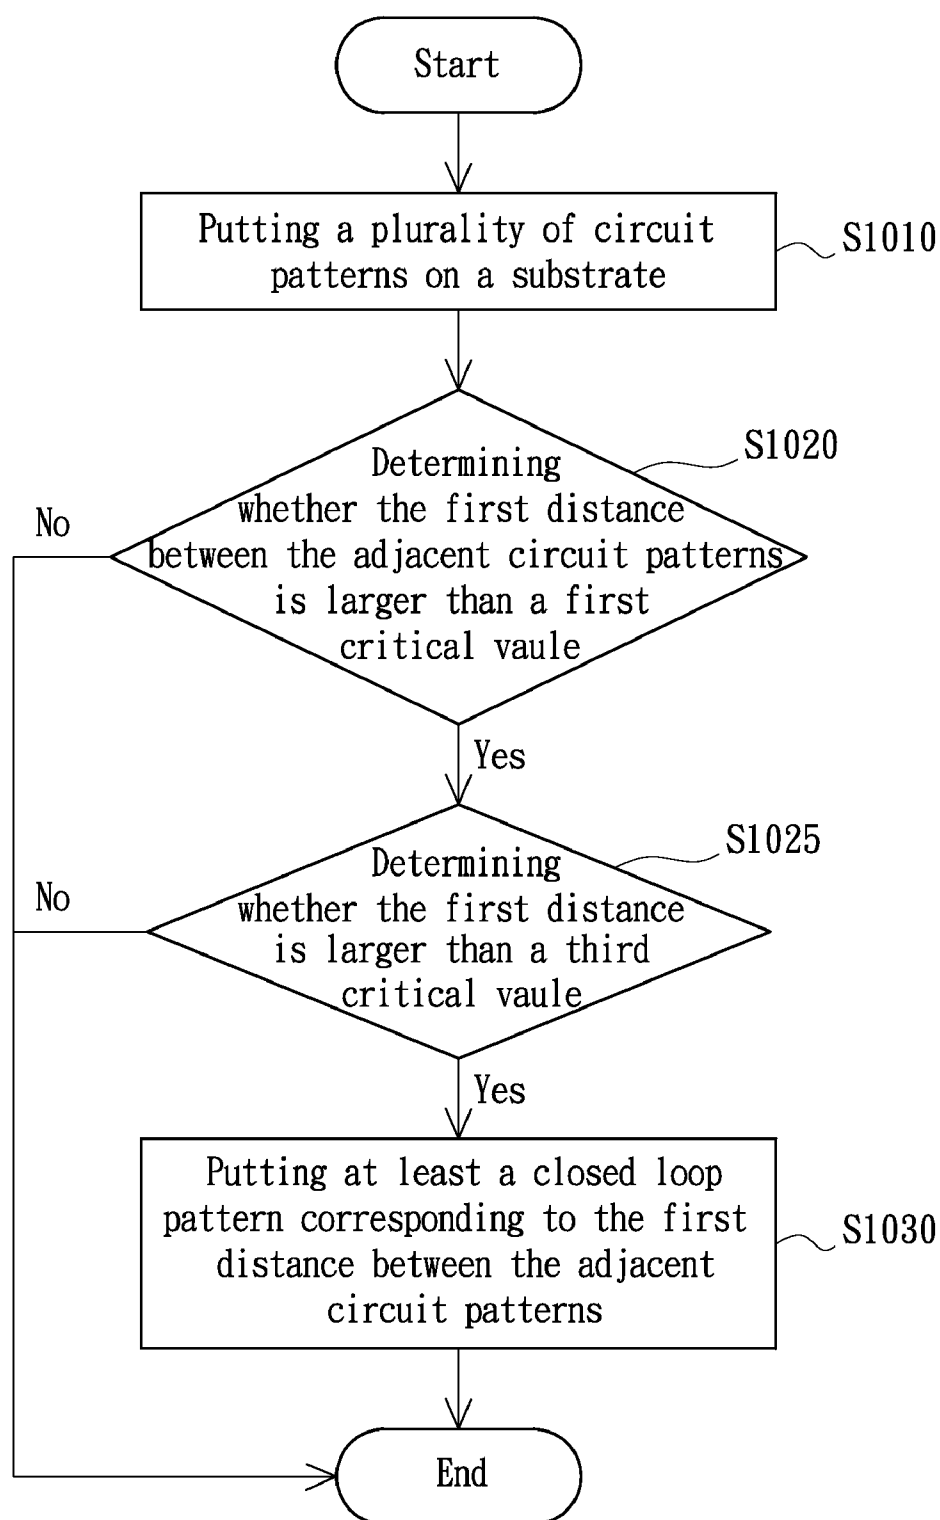 Start
Putting a plurality of circuit
patterns on a substrate
S1010
S1020
Determining
whether the first distance
between the adjacent circuit patterns
is larger than a first
critical vaule
No
Yes
S1025
Determining
whether the first distance
is larger than a third
critical vaule
No
Yes
Putting at least a closed loop
pattern corresponding to the first
distance between the adjacent
circuit patterns
S1030
End